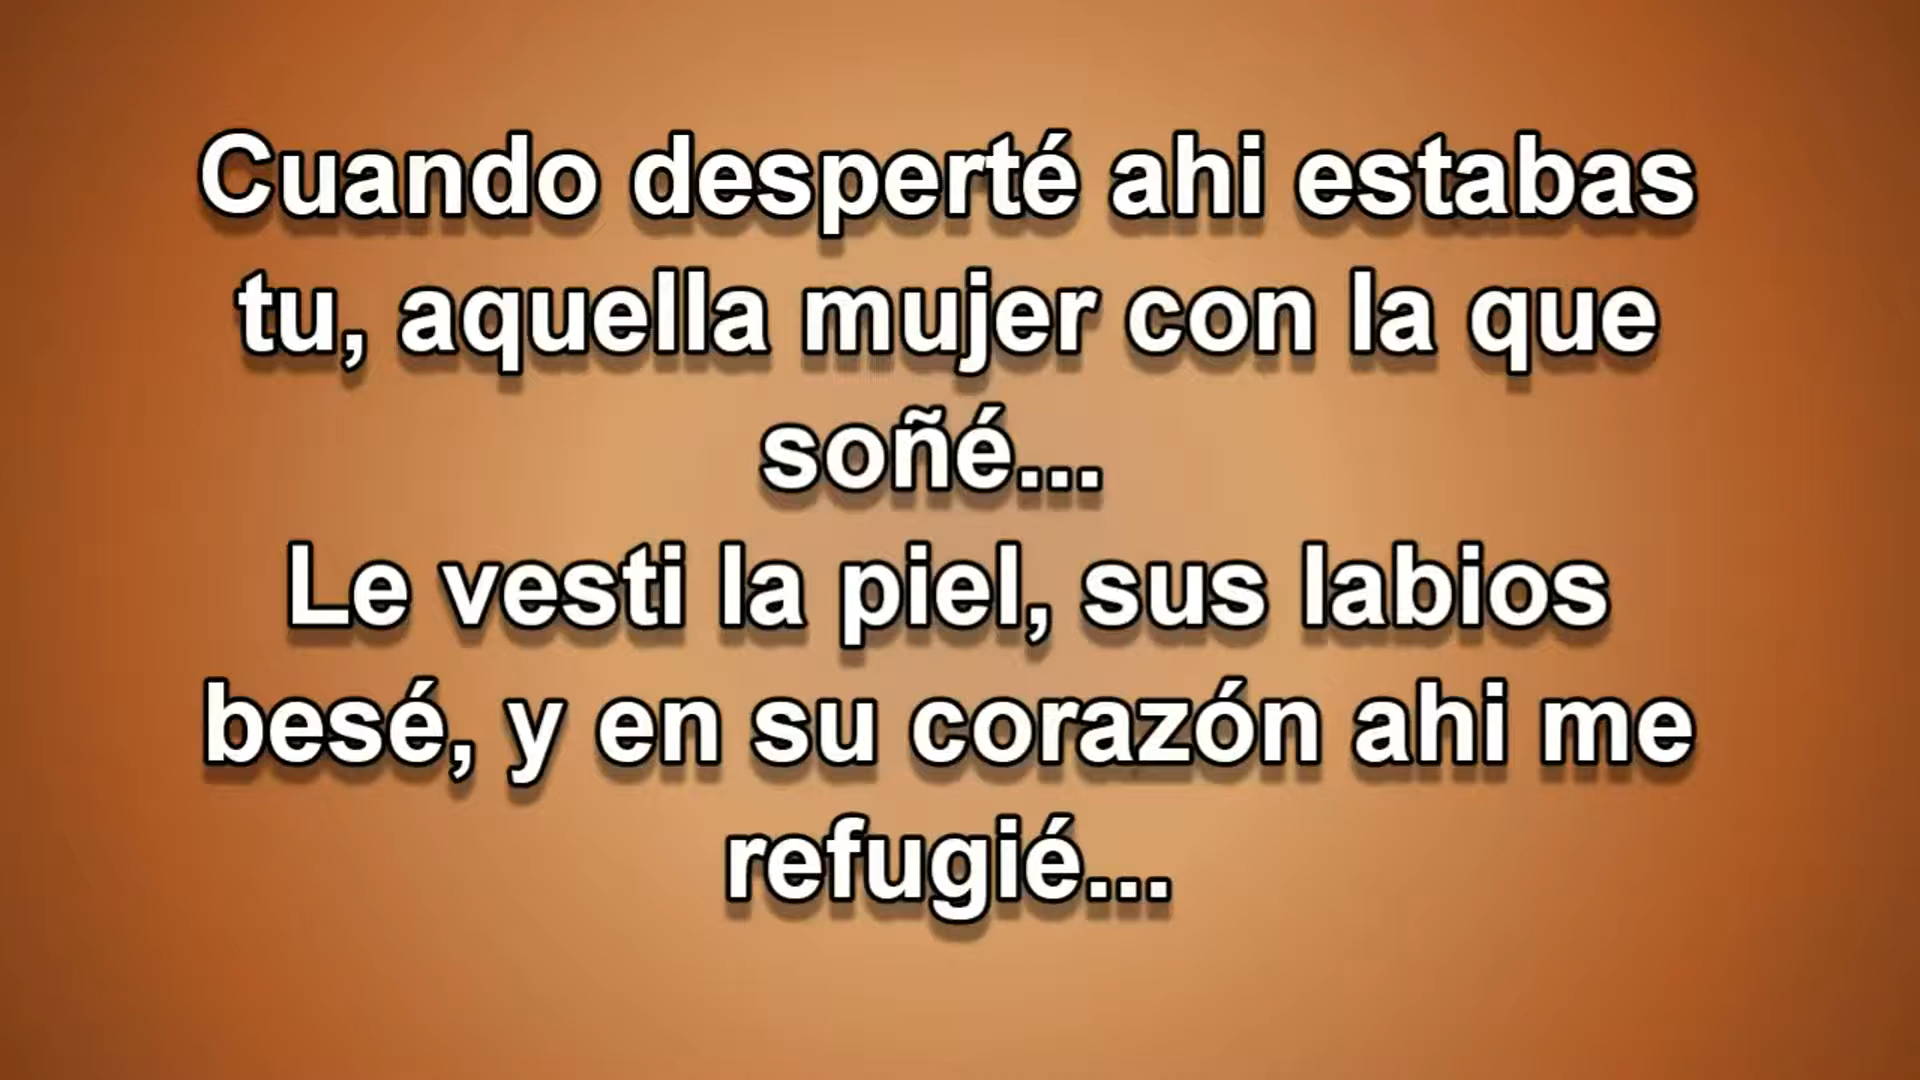 Cuando desperté ahi estabas
tu, aquella mujer con la que
soñé...
Le vesti la piel, sus labios
besé, y en su corazón ahi me
refugié...